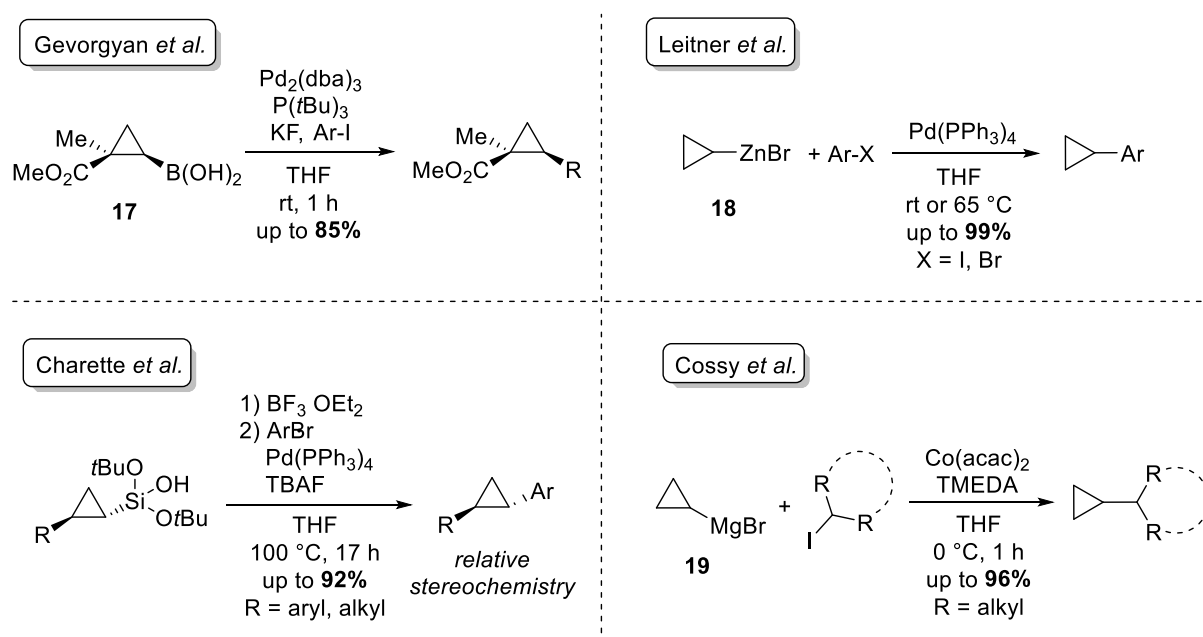 Gevorgyan et al.
Pd2(dba)3
P(tBu)3
KF, Ar-I
Me
MeO2C
B(OH)2
17
THF
rt, 1 h
up to 85%
Me
MeO2C
R
Leitner et al.
ZnBr
+ Ar-X
18
Pd(PPh3)4
THF
rt or 65 °C
up to 99%
X = I, Br
Ar
Charette et al.
1) BF3 OEt2
2) ArBr
Pd(PPh3)4
TBAF
tBuO
OH
Si
OtBu
R
THF
100 °C, 17 h
up to 92%
R = aryl, alkyl
Ar
R
relative
stereochemistry
Cossy et al.
MgBr
19
+
R
R
I
Co(acac)2
TMEDA
THF
0 °C, 1 h
up to 96%
R = alkyl
R
R